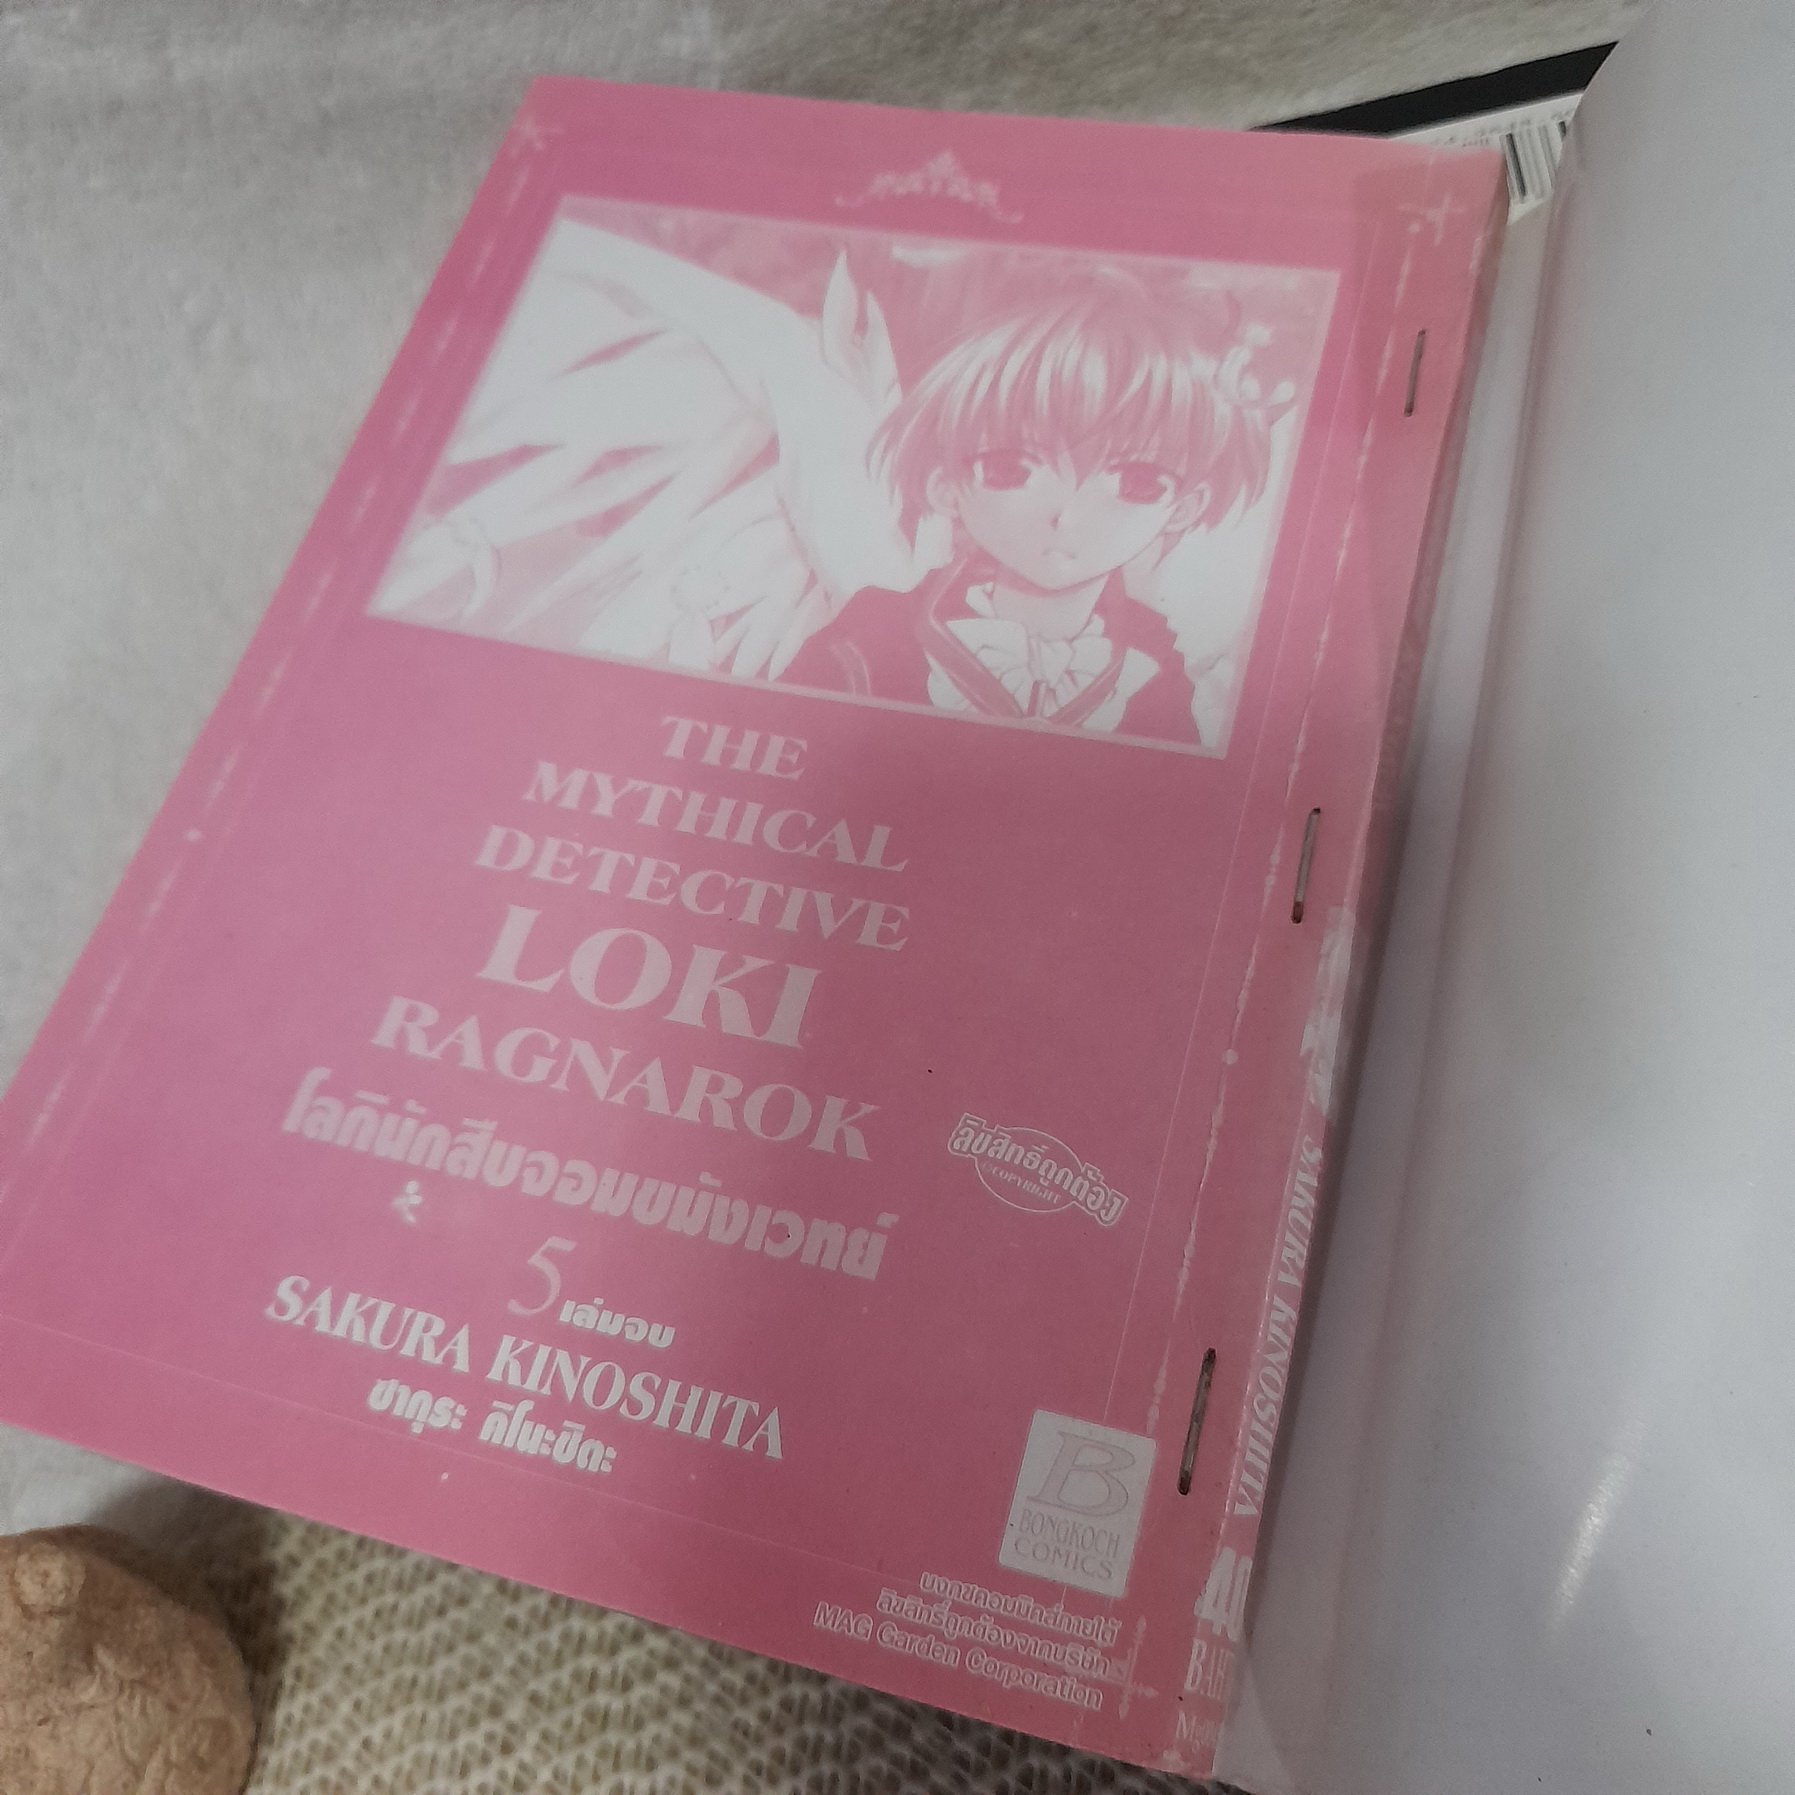 THE
MYTHICAL
DETECTIVE
LOKI
RAGNAROK
โลกินักสืบจอมขมังเวทย์
ลิขสิทธิ์ถูกต้อง
©COPYRIGHT
5 เล่มจบ
SAKURA KINOSHITA
ซากุระ คิโนะชิตะ
B
BONGKOCH
COMICS
บงกชคอมมิกส์ภายใต้
ลิขสิทธิ์ถูกต้องจากบริษัท
MAG Garden Corporation
SAKURA KINOSHITA
40
BAHT